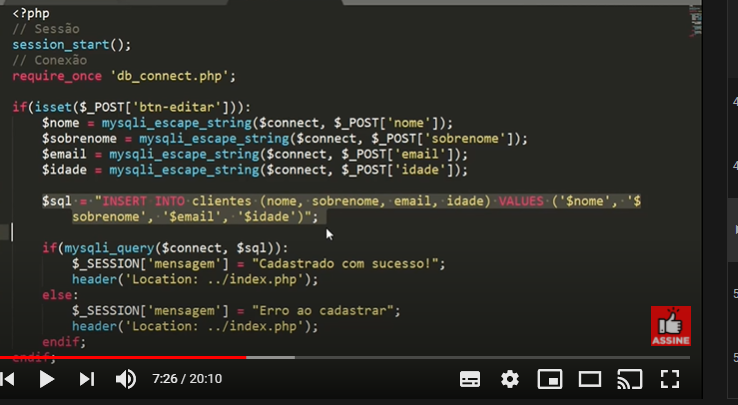 <?php
// Sessão
session_start();
// Conexão
require_once 'db_connect.php';
if(isset($_POST['btn-editar'])):
$nome = mysqli_escape_string($connect, $_POST['nome']);
$sobrenome = mysqli_escape_string($connect, $_POST['sobrenome']);
$email = mysqli_escape_string($connect, $_POST['email']);
$idade = mysqli_escape_string($connect, $_POST['idade']);
$sql = "INSERT INTO clientes (nome, sobrenome, email, idade) VALUES ('$nome', '$
sobrenome', '$email', '$idade')";
if(mysqli_query($connect, $sql)):
$_SESSION['mensagem'] = "Cadastrado com sucesso!";
header('Location: ../index.php');
else:
$_SESSION['mensagem'] = "Erro ao cadastrar";
header('Location: ../index.php');
endif;
endif;
ASSINE
7:26 / 20:10